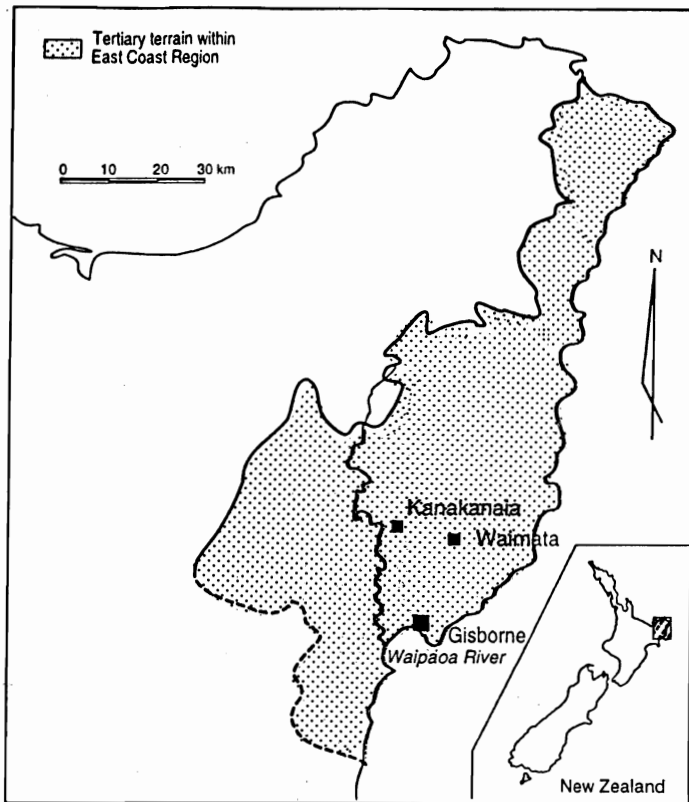 Tertiary terrain within
East Coast Region
0 10 20 30 km
N
Kanakanaia
Waimata
Gisborne
Waipaoa River
New Zealand